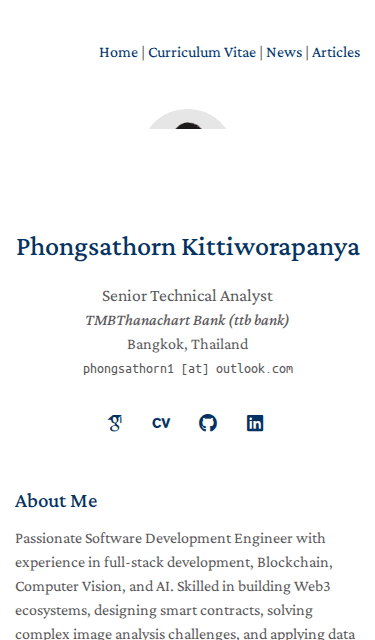 Home | Curriculum Vitae | News | Articles
Phongsathorn Kittiworapanya
Senior Technical Analyst
TMBThanachart Bank (ttb bank)
Bangkok, Thailand
phongsathorn1 [at] outlook.com
CV
About Me
Passionate Software Development Engineer with
experience in full-stack development, Blockchain,
Computer Vision, and AI. Skilled in building Web3
ecosystems, designing smart contracts, solving
complex image analysis challenges, and applying data